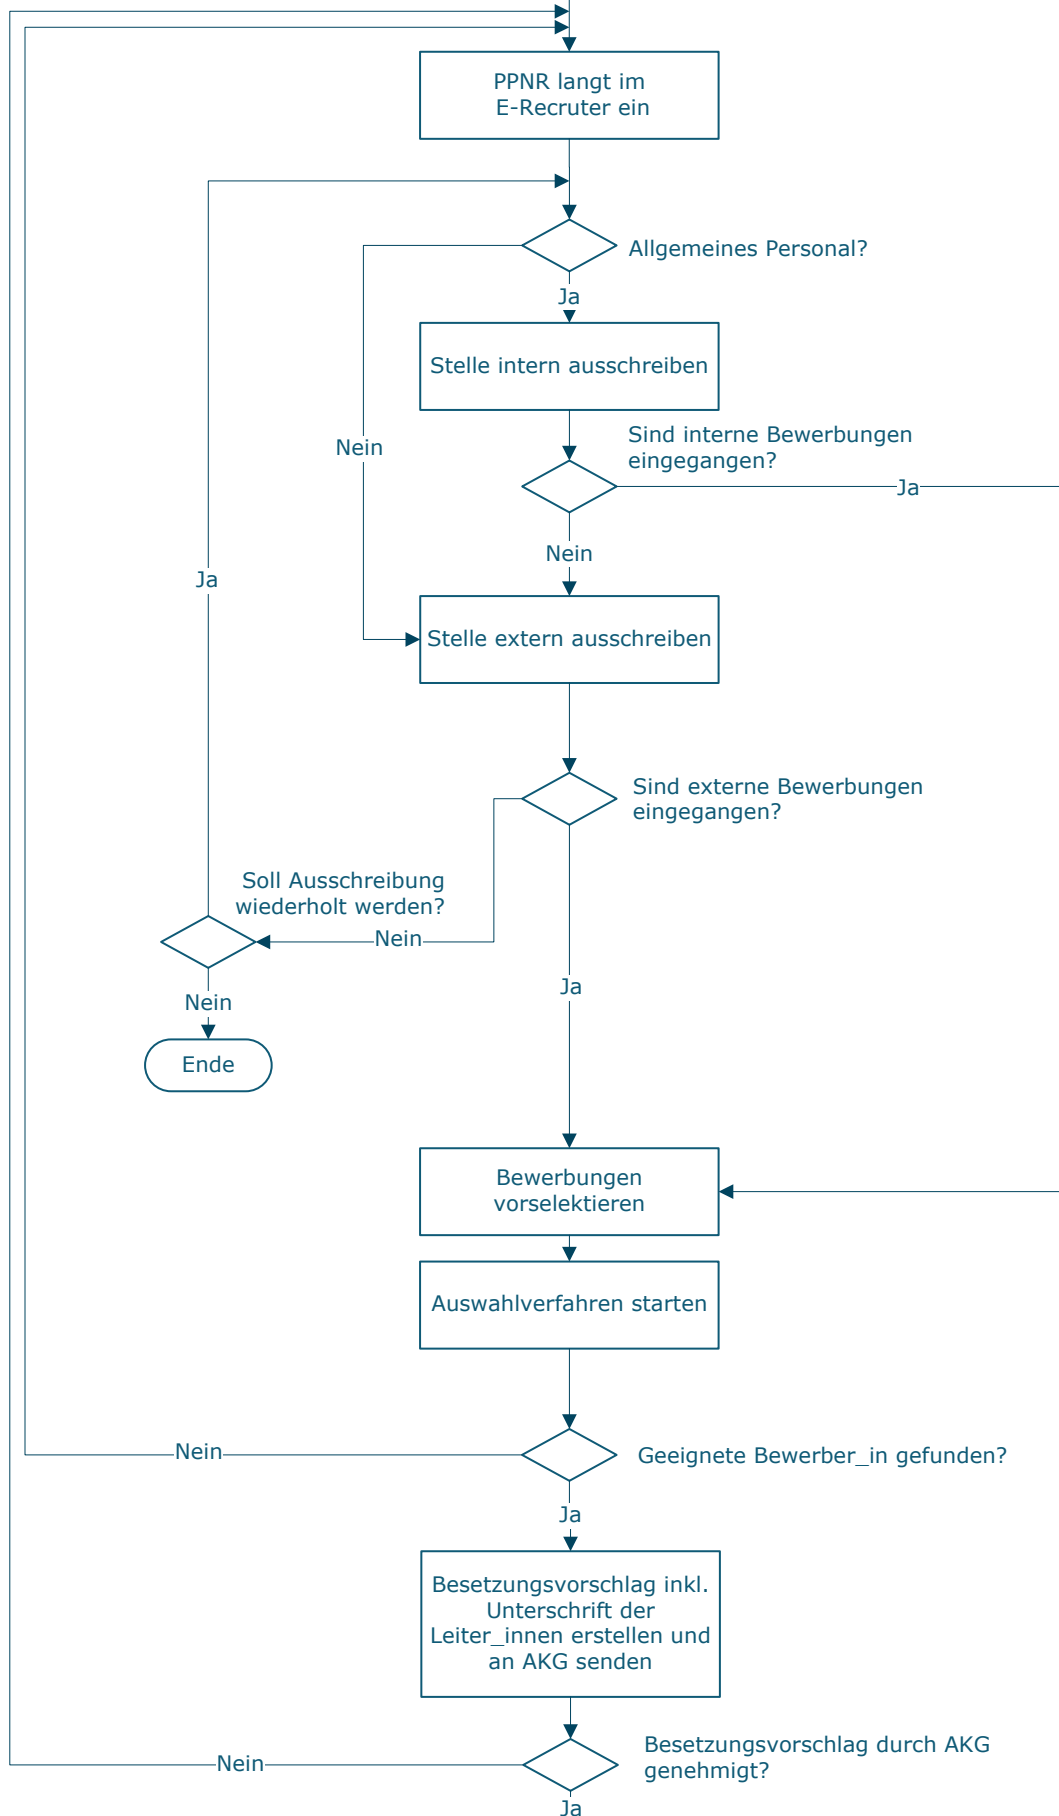 PPNR langt im
E-Recruter ein
Allgemeines Personal?
Ja
Stelle intern ausschreiben
Sind interne Bewerbungen
eingegangen?
Nein
Ja
Nein
Ja
Stelle extern ausschreiben
Sind externe Bewerbungen
eingegangen?
Soll Ausschreibung
wiederholt werden?
Nein
Ja
Nein
Ende
Bewerbungen
vorselektieren
Auswahlverfahren starten
Nein
Geeignete Bewerber_in gefunden?
Ja
Besetzungsvorschlag inkl.
Unterschrift der
Leiter_innen erstellen und
an AKG senden
Besetzungsvorschlag durch AKG
genehmigt?
Nein
Ja